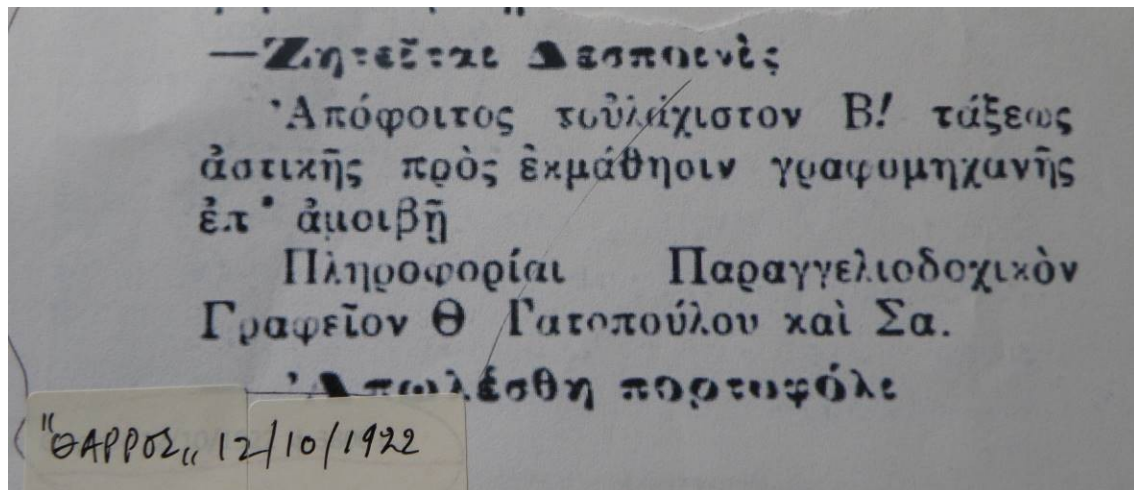 —Ζητεῖται Δεσποινὶς
Ἀπόφοιτος τοὐλάχιστον Β! τάξεως
ἀστικῆς πρὸς ἐκμάθησιν γραφομηχανῆς
ἐπ' ἀμοιβῇ
Πληροφορίαι Παραγγελιοδοχικὸν
Γραφεῖον Θ Γατοπούλου καὶ Σα.
Ἀπωλέσθη πορτοφόλι
"ΘΑΡΡΟΣ„ 12/10/1922